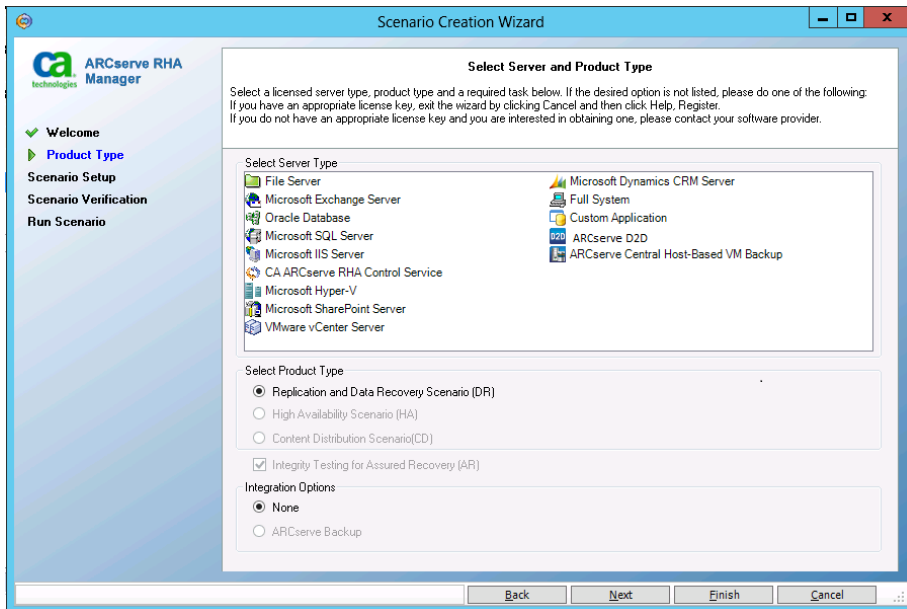 Scenario Creation Wizard
ca
technologies
ARCserve RHA
Manager
Welcome
Product Type
Scenario Setup
Scenario Verification
Run Scenario
Select Server and Product Type
Select a licensed server type, product type and a required task below. If the desired option is not listed, please do one of the following:
If you have an appropriate license key, exit the wizard by clicking Cancel and then click Help, Register.
If you do not have an appropriate license key and you are interested in obtaining one, please contact your software provider.
Select Server Type
File Server
Microsoft Exchange Server
Oracle Database
Microsoft SQL Server
Microsoft IIS Server
CA ARCserve RHA Control Service
Microsoft Hyper-V
Microsoft SharePoint Server
VMware vCenter Server
Microsoft Dynamics CRM Server
Full System
Custom Application
D2D ARCserve D2D
ARCserve Central Host-Based VM Backup
Select Product Type
Replication and Data Recovery Scenario (DR)
High Availability Scenario (HA)
Content Distribution Scenario(CD)
Integrity Testing for Assured Recovery (AR)
Integration Options
None
ARCserve Backup
Back Next Finish Cancel